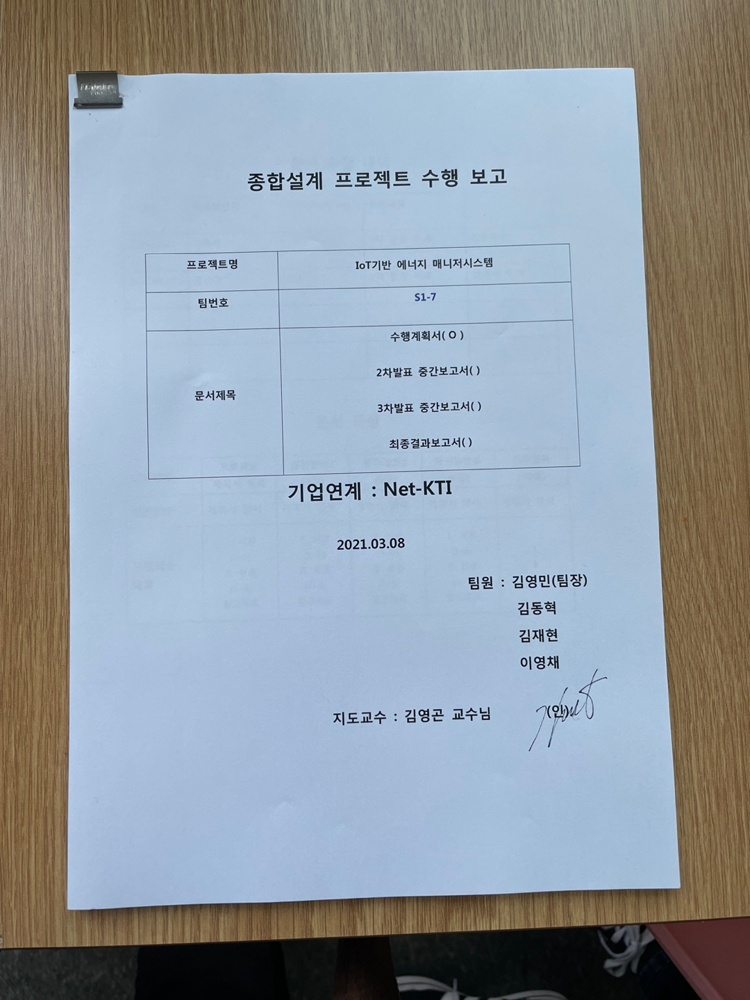 종합설계 프로젝트 수행 보고
프로젝트명 IoT기반 에너지 매니저시스템
팀번호 S1-7
문서제목
수행계획서( O )
2차발표 중간보고서( )
3차발표 중간보고서( )
최종결과보고서( )
기업연계 : Net-KTI
2021.03.08
팀원 : 김영민(팀장)
김동혁
김재현
이영채
지도교수 : 김영곤 교수님 (인)